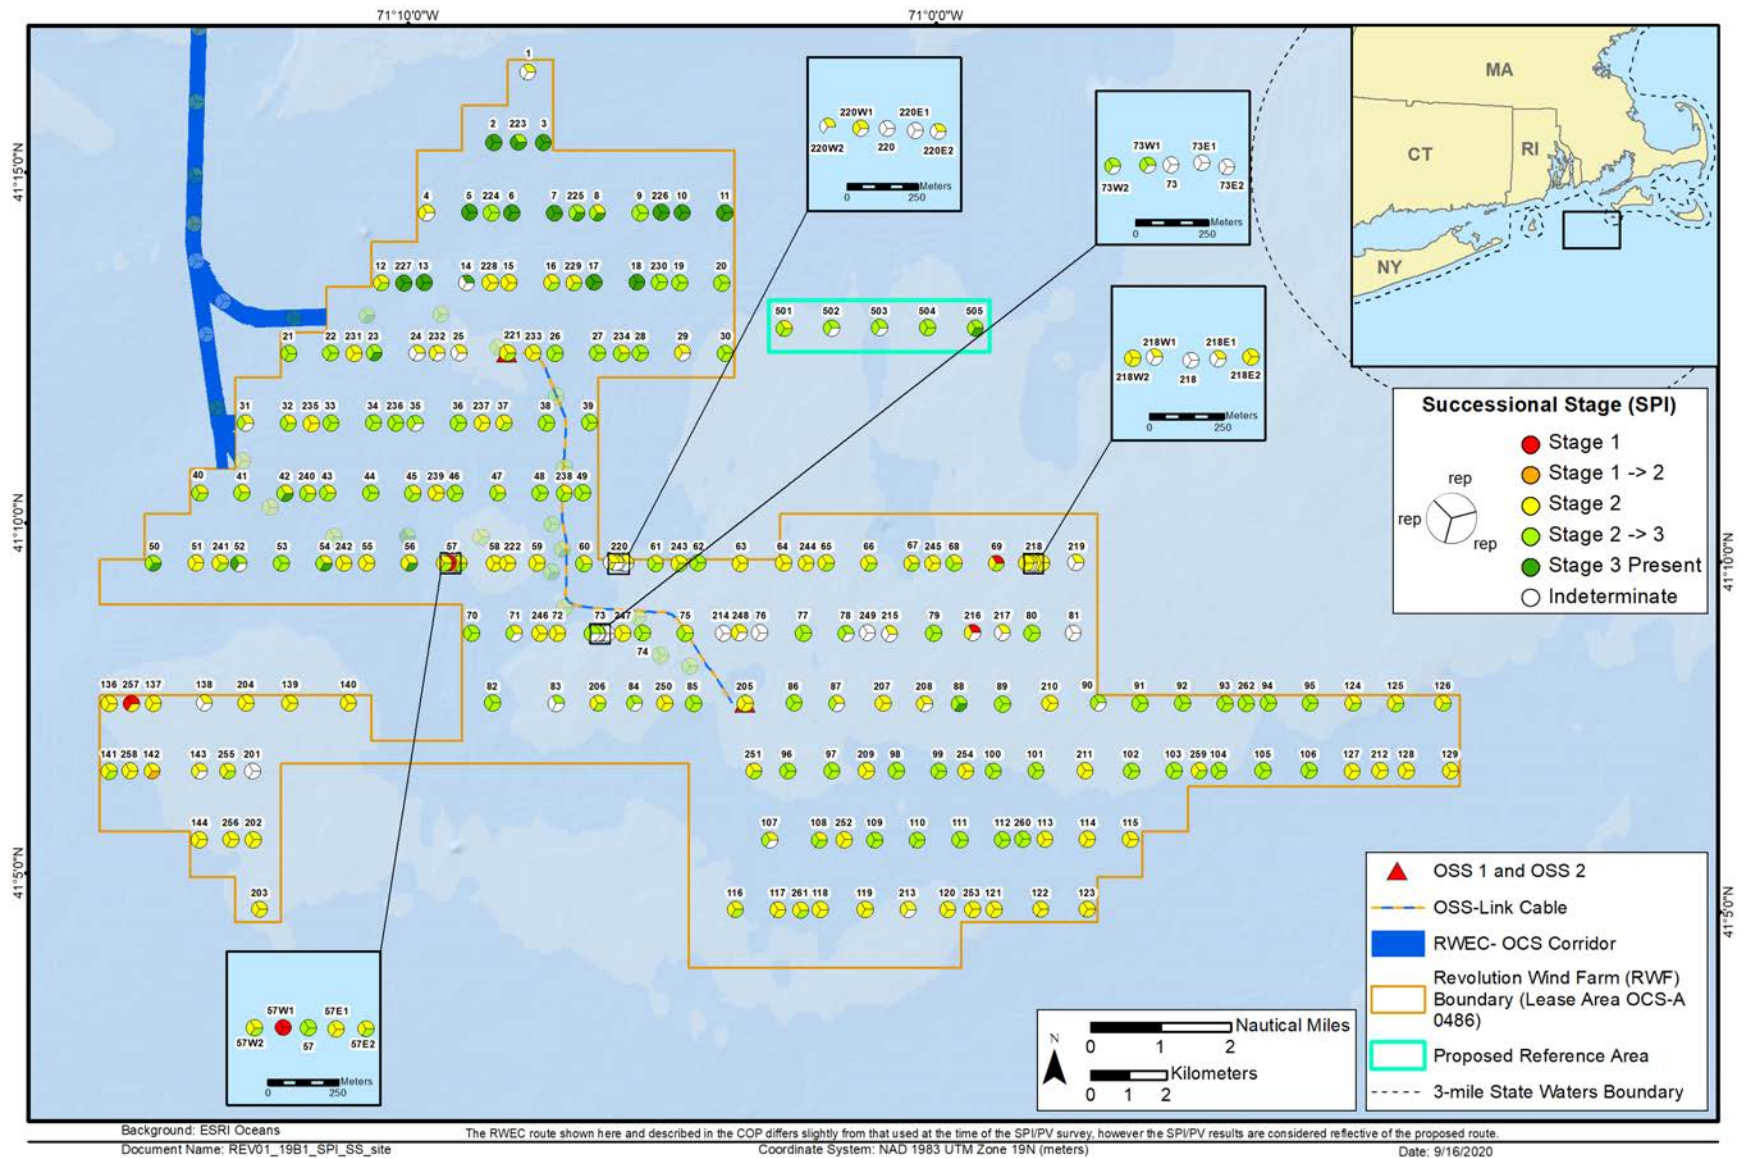 71°10'0"W 71°0'0"W
1
MA
220W1 220E1
220W2 220 220E2
Meters
0 250
2 223 3
73W1 73E1
73W2 73 73E2
Meters
0 250
CT RI
41°15'0"N
41°15'0"N
4 5 224 6 7 225 8 9 226 10 11
NY
12 227 13 14 228 15 16 229 17 18 230 19 20
501 502 503 504 505
218W1 218E1
218W2 218 218E2
Meters
0 250
21 22 231 23 24 232 25 221 233 26 27 234 28 29 30
31 32 235 33 34 236 35 36 237 37 38 39
Successional Stage (SPI)
rep
rep
rep
Stage 1
Stage 1 -> 2
Stage 2
Stage 2 -> 3
Stage 3 Present
Indeterminate
40 41 42 240 43 44 45 239 46 47 48 238 49
41°10'0"N
41°10'0"N
50 51 241 52 53 54 242 55 56 57 58 222 59 60 220 61 243 62 63 64 244 65 66 67 245 68 69 218 219
70 71 246 72 73 247 74 75 214 248 76 77 78 249 215 79 216 217 80 81
136 257 137 138 204 139 140 82 83 206 84 250 85 205 86 87 207 208 88 89 210 90 91 92 93 262 94 95 124 125 126
141 258 142 143 255 201 251 96 97 209 98 99 254 100 101 211 102 103 259 104 105 106 127 212 128 129
144 256 202 107 108 252 109 110 111 112 260 113 114 115
41°5'0"N
41°5'0"N
203 116 117 261 118 119 213 120 253 121 122 123
57W1 57E1
57W2 57 57E2
Meters
0 250
OSS 1 and OSS 2
OSS-Link Cable
RWEC- OCS Corridor
Revolution Wind Farm (RWF)
Boundary (Lease Area OCS-A
0486)
Proposed Reference Area
3-mile State Waters Boundary
N
Nautical Miles
0 1 2
Kilometers
0 1 2
Background: ESRI Oceans
The RWEC route shown here and described in the COP differs slightly from that used at the time of the SPI/PV survey, however the SPI/PV results are considered reflective of the proposed route.
Document Name: REV01_19B1_SPI_SS_site
Coordinate System: NAD 1983 UTM Zone 19N (meters)
Date: 9/16/2020